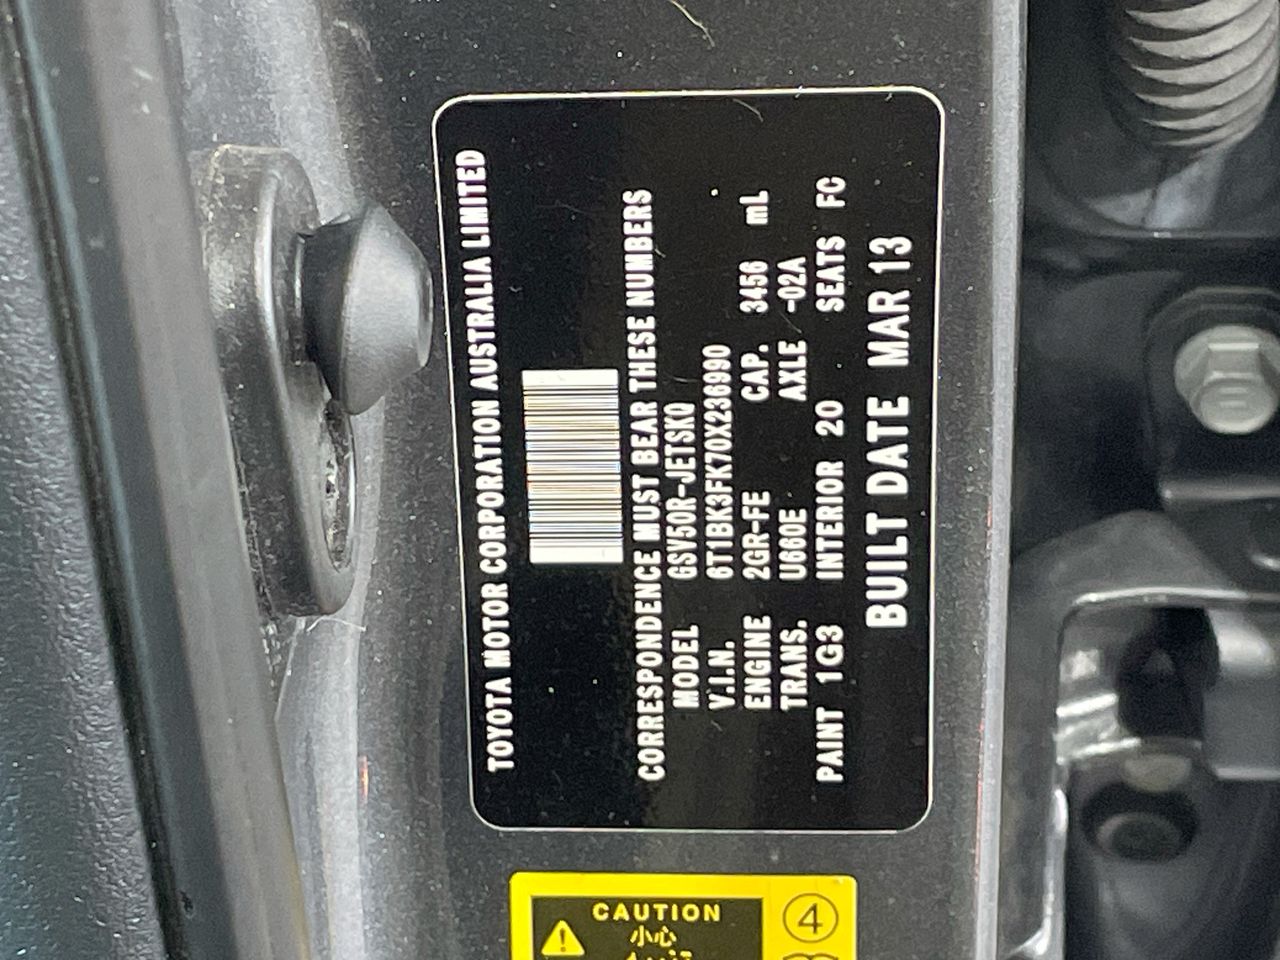 TOYOTA MOTOR CORPORATION AUSTRALIA LIMITED
CORRESPONDENCE MUST BEAR THESE NUMBERS
MODEL GSV50R-JETSKQ
V.I.N. 6T1BK3FK70X236990
ENGINE 2GR-FE CAP. 3456 mL
TRANS. U660E AXLE -02A
PAINT 1G3 INTERIOR 20 SEATS FC
BUILT DATE MAR 13
CAUTION
小心
4